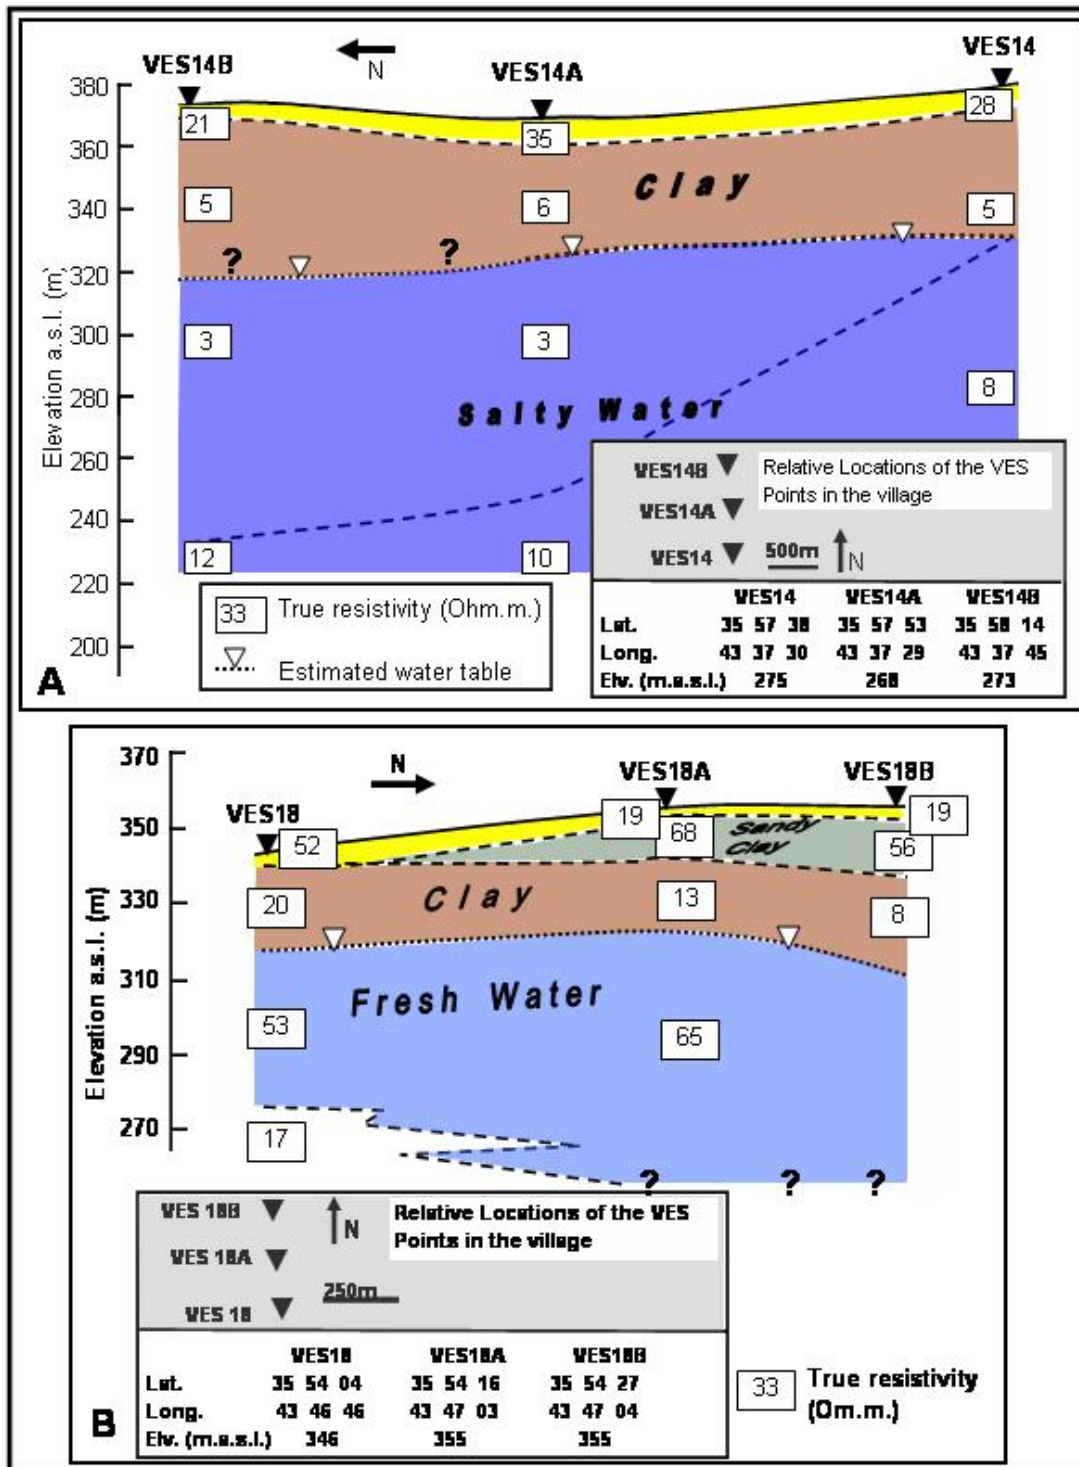 VES14
N
VES14B
VES14A
380
21
28
35
360
Clay
5
6
5
340
?
?
320
300
3
3
8
280
Salty Water
260
240
12
10
220
200
Elevation a.s.l. (m)
VES14B
Relative Locations of the VES
Points in the village
VES14A
VES14
500m
N
33
True resistivity (Ohm.m.)
Estimated water table
VES14 VES14A VES14B
Lat. 35 57 38 35 57 53 35 58 14
Long. 43 37 30 43 37 29 43 37 45
Elv. (m.a.s.l.) 275 268 273
A
370
N
VES18A
VES18B
VES18
350
52
19
68
Sandy
Clay
19
56
330
20
Clay
13
8
310
Fresh Water
53
65
290
270
17
? ? ?
Elevation a.s.l. (m)
VES 18B
N
Relative Locations of the VES
Points in the village
VES 18A
250m
VES 18
VES18 VES18A VES18B
Lat. 35 54 04 35 54 16 35 54 27
Long. 43 46 46 43 47 03 43 47 04
Elv. (m.a.s.l.) 346 355 355
33
True resistivity
(Om.m.)
B